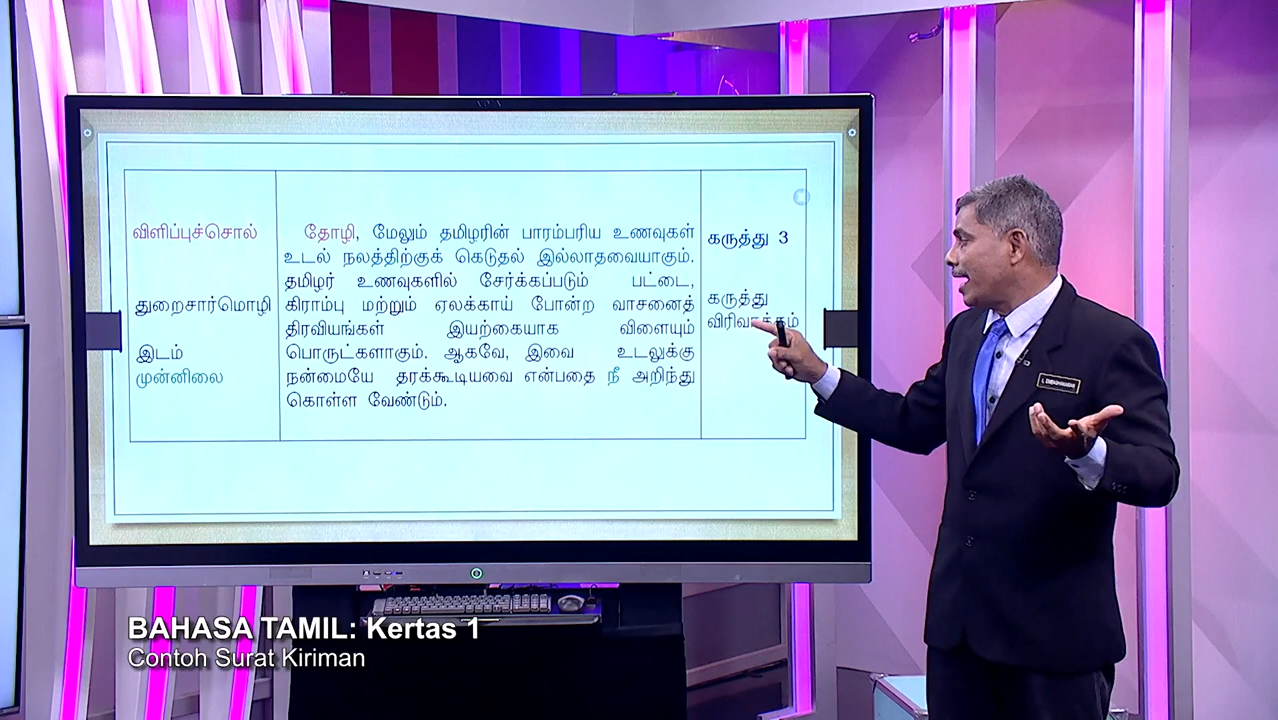 விளிப்புச்சொல்
துறைசார்மொழி
இடம்
முன்னிலை
தோழி, மேலும் தமிழரின் பாரம்பரிய உணவுகள்
உடல் நலத்திற்குக் கெடுதல் இல்லாதவையாகும்.
தமிழர் உணவுகளில் சேர்க்கப்படும் பட்டை,
கிராம்பு மற்றும் ஏலக்காய் போன்ற வாசனைத்
திரவியங்கள் இயற்கையாக விளையும்
பொருட்களாகும். ஆகவே, இவை உடலுக்கு
நன்மையே தரக்கூடியவை என்பதை நீ அறிந்து
கொள்ள வேண்டும்.
கருத்து 3
கருத்து
விரிவாக்கம்
BAHASA TAMIL: Kertas 1
Contoh Surat Kiriman